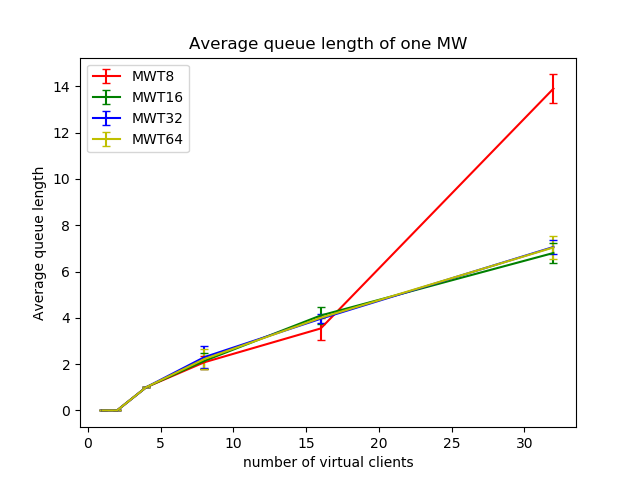 Average queue length of one MW
MWT8
MWT16
MWT32
MWT64
14
12
10
8
6
4
2
0
Average queue length
0 5 10 15 20 25 30
number of virtual clients